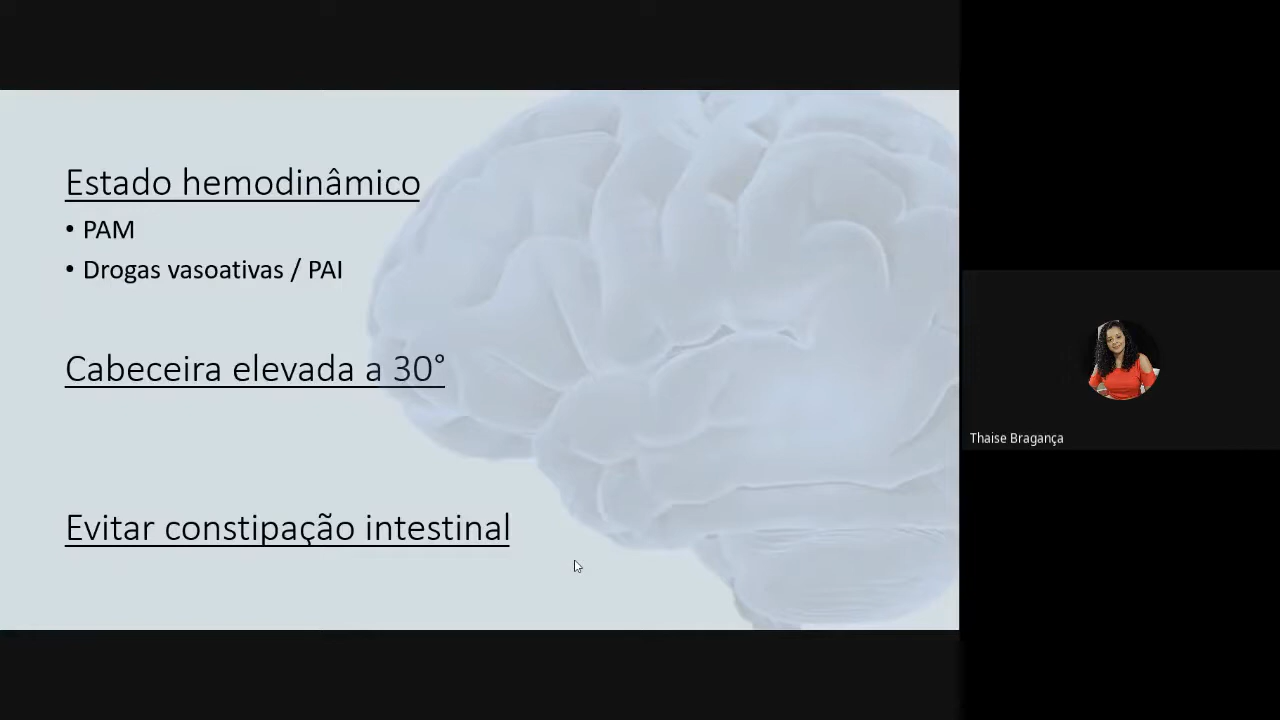 Estado hemodinâmico
• PAM
• Drogas vasoativas / PAI
Cabeceira elevada a 30°
Evitar constipação intestinal
Thaise Bragança